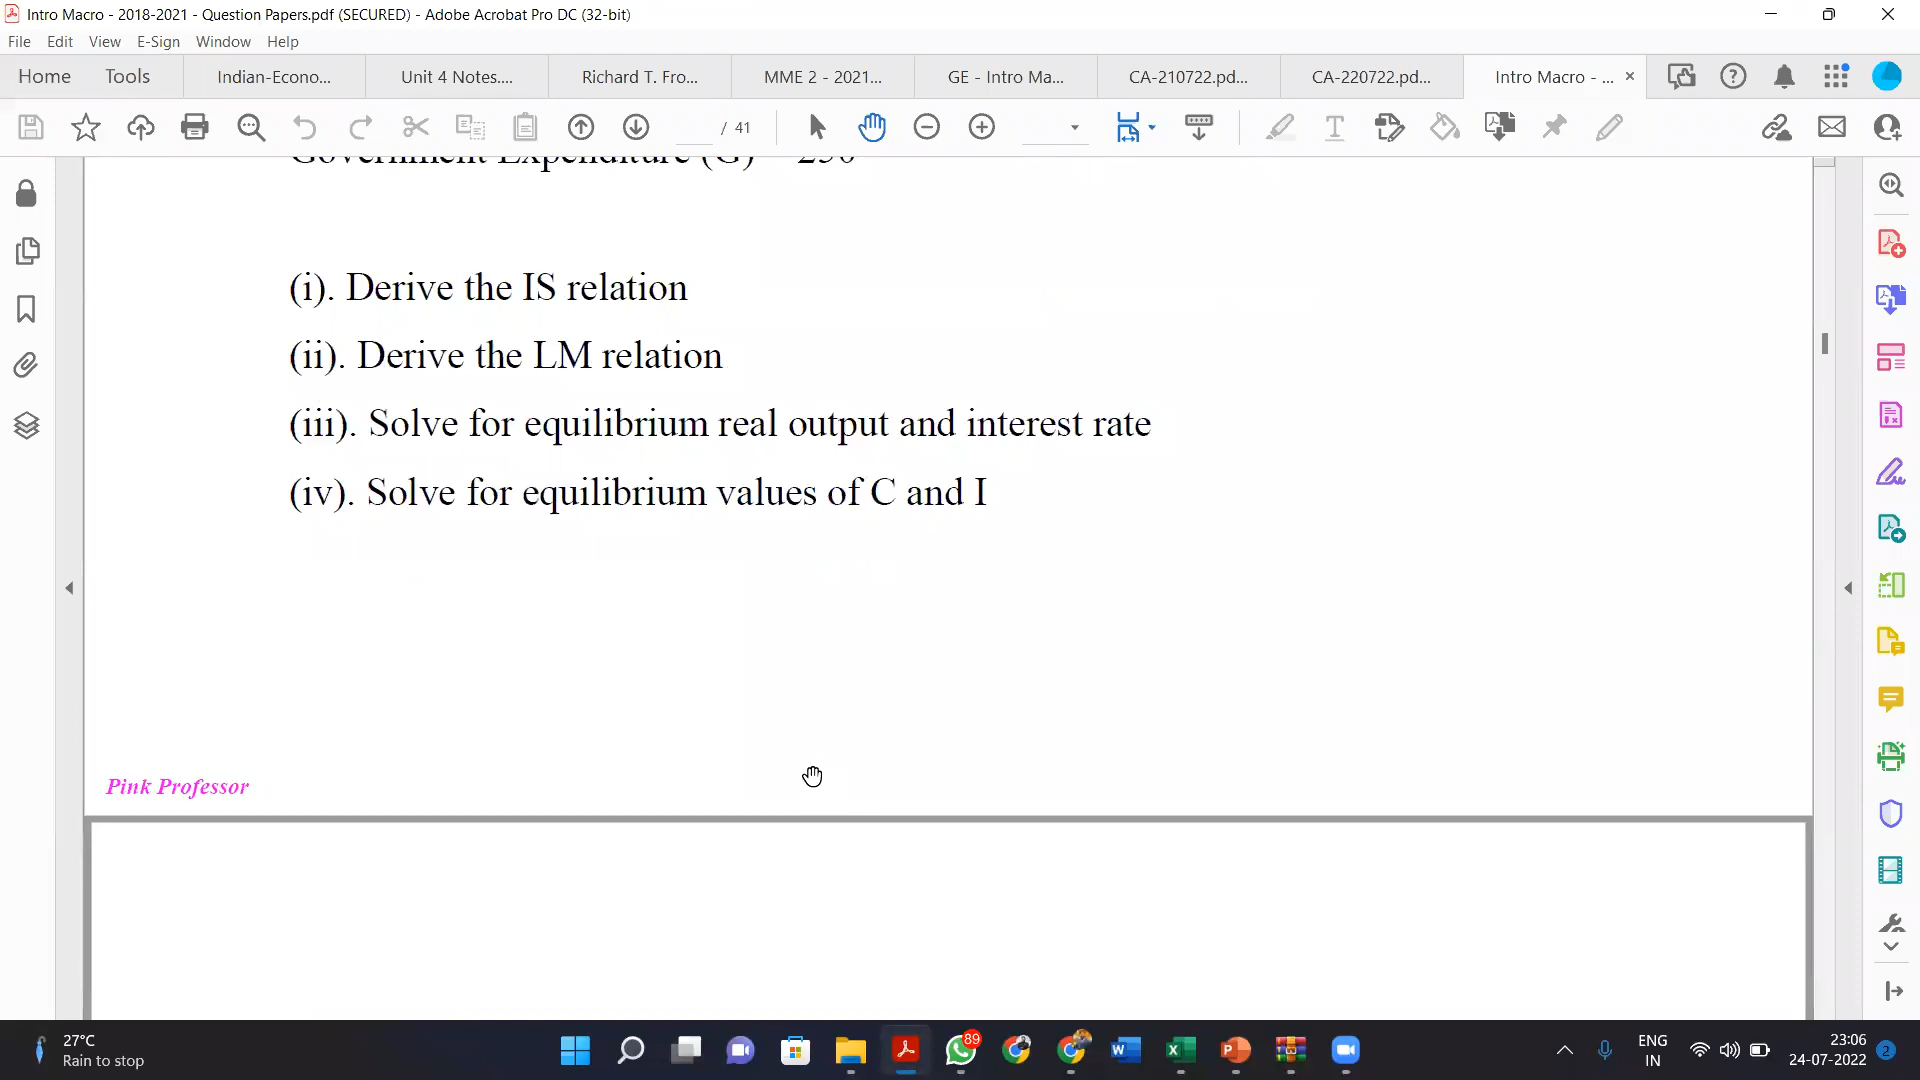 Intro Macro - 2018-2021 - Question Papers.pdf (SECURED) - Adobe Acrobat Pro DC (32-bit)
File Edit View E-Sign Window Help
Home Tools Indian-Econo... Unit 4 Notes.... Richard T. Fro... MME 2 - 2021... GE - Intro Ma... CA-210722.pd... CA-220722.pd... Intro Macro - ... ×
/ 41
Government Expenditure (G) = 250
(i). Derive the IS relation
(ii). Derive the LM relation
(iii). Solve for equilibrium real output and interest rate
(iv). Solve for equilibrium values of C and I
Pink Professor
27°C
Rain to stop
89
ENG
IN
23:06
24-07-2022
2